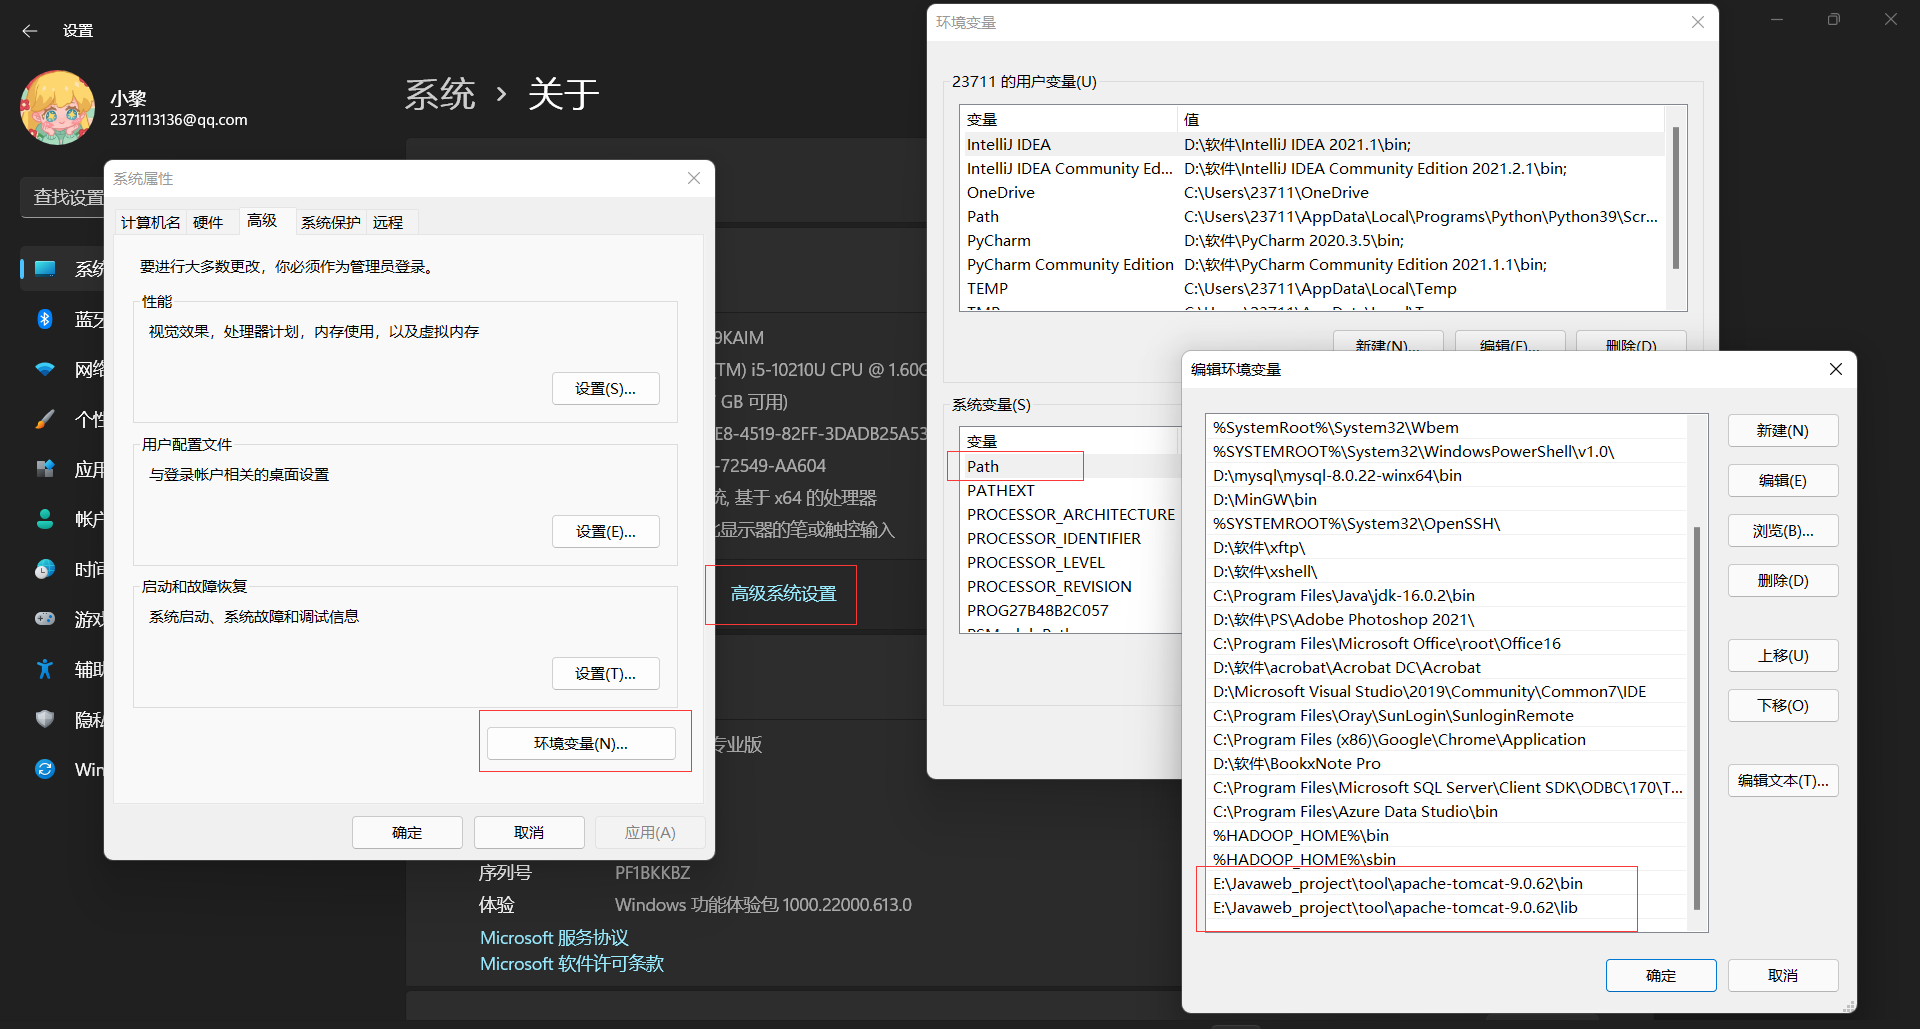 设置
小黎
2371113136@qq.com
查找设置
系统
蓝牙
网络
个性
应用
帐户
时间
游戏
辅助
隐私
Win
系统 › 关于
9KAIM
(TM) i5-10210U CPU @ 1.60G
GB 可用)
E8-4519-82FF-3DADB25A53
-72549-AA604
统, 基于 x64 的处理器
显示器的笔或触控输入
高级系统设置
专业版
序列号 PF1BKKBZ
体验 Windows 功能体验包 1000.22000.613.0
Microsoft 服务协议
Microsoft 软件许可条款
系统属性
计算机名 硬件 高级 系统保护 远程
要进行大多数更改，你必须作为管理员登录。
性能
视觉效果，处理器计划，内存使用，以及虚拟内存
设置(S)...
用户配置文件
与登录帐户相关的桌面设置
设置(E)...
启动和故障恢复
系统启动、系统故障和调试信息
设置(T)...
环境变量(N)...
确定 取消 应用(A)
环境变量
23711 的用户变量(U)
变量 值
IntelliJ IDEA D:\软件\IntelliJ IDEA 2021.1\bin;
IntelliJ IDEA Community Ed... D:\软件\IntelliJ IDEA Community Edition 2021.2.1\bin;
OneDrive C:\Users\23711\OneDrive
Path C:\Users\23711\AppData\Local\Programs\Python\Python39\Scr...
PyCharm D:\软件\PyCharm 2020.3.5\bin;
PyCharm Community Edition D:\软件\PyCharm Community Edition 2021.1.1\bin;
TEMP C:\Users\23711\AppData\Local\Temp
新建(N)... 编辑(E)... 删除(D)
系统变量(S)
变量
Path
PATHEXT
PROCESSOR_ARCHITECTURE
PROCESSOR_IDENTIFIER
PROCESSOR_LEVEL
PROCESSOR_REVISION
PROG27B48B2C057
编辑环境变量
%SystemRoot%\System32\Wbem
%SYSTEMROOT%\System32\WindowsPowerShell\v1.0\
D:\mysql\mysql-8.0.22-winx64\bin
D:\MinGW\bin
%SYSTEMROOT%\System32\OpenSSH\
D:\软件\xftp\
D:\软件\xshell\
C:\Program Files\Java\jdk-16.0.2\bin
D:\软件\PS\Adobe Photoshop 2021\
C:\Program Files\Microsoft Office\root\Office16
D:\软件\acrobat\Acrobat DC\Acrobat
D:\Microsoft Visual Studio\2019\Community\Common7\IDE
C:\Program Files\Oray\SunLogin\SunloginRemote
C:\Program Files (x86)\Google\Chrome\Application
D:\软件\BookxNote Pro
C:\Program Files\Microsoft SQL Server\Client SDK\ODBC\170\T...
C:\Program Files\Azure Data Studio\bin
%HADOOP_HOME%\bin
%HADOOP_HOME%\sbin
E:\Javaweb_project\tool\apache-tomcat-9.0.62\bin
E:\Javaweb_project\tool\apache-tomcat-9.0.62\lib
新建(N)
编辑(E)
浏览(B)...
删除(D)
上移(U)
下移(O)
编辑文本(T)...
确定 取消